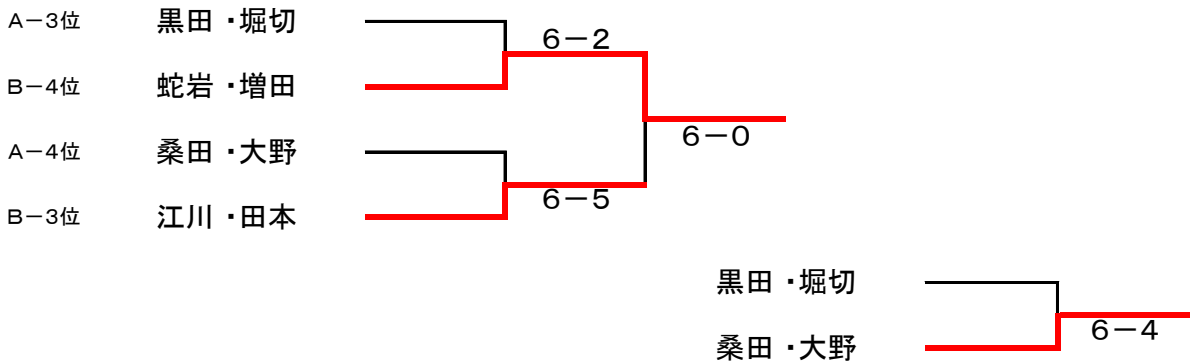 A-3位 黒田・堀切
6-2
B-4位 蛇岩・増田
6-0
A-4位 桑田・大野
6-5
B-3位 江川・田本
黒田・堀切
6-4
桑田・大野